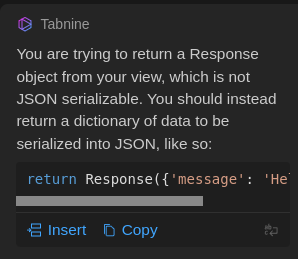 Tabnine
You are trying to return a Response
object from your view, which is not
JSON serializable. You should instead
return a dictionary of data to be
serialized into JSON, like so:
return Response({'message': 'Hel
Insert Copy